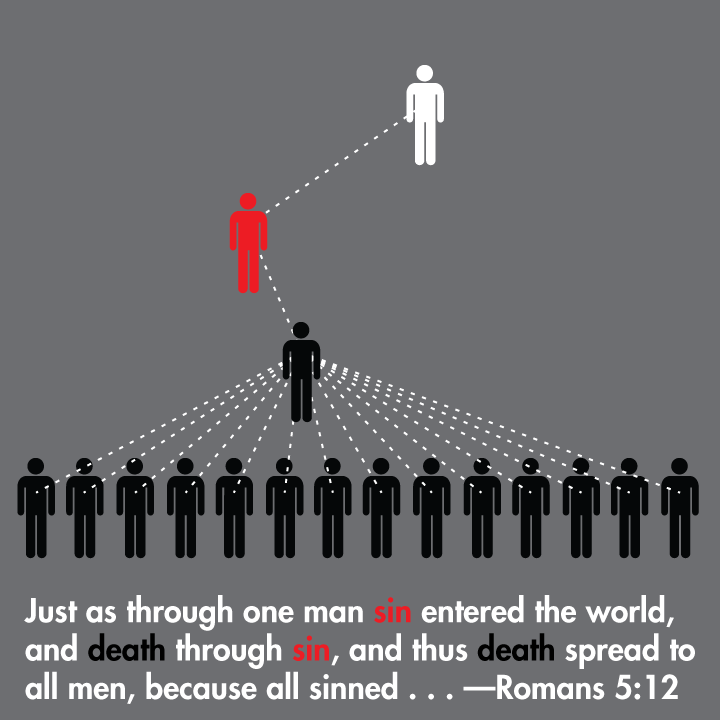 Just as through one man sin entered the world,
and death through sin, and thus death spread to
all men, because all sinned . . . —Romans 5:12